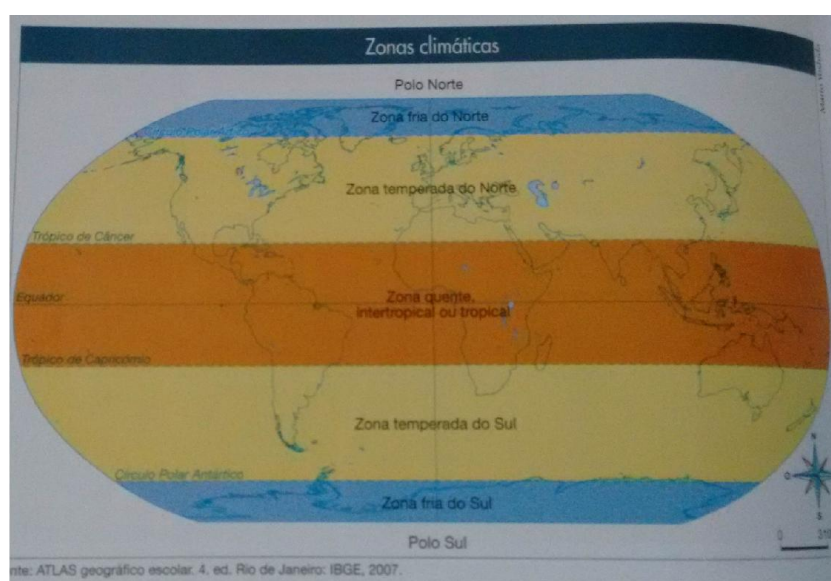 Zonas climáticas
Polo Norte
Zona fria do Norte
Zona temperada do Norte
Trópico de Câncer
Equador
Zona quente,
intertropical ou tropical
Trópico de Capricórnio
Zona temperada do Sul
Círculo Polar Antártico
Zona fria do Sul
Polo Sul
N
O
S
0
nte: ATLAS geográfico escolar. 4. ed. Rio de Janeiro: IBGE, 2007.